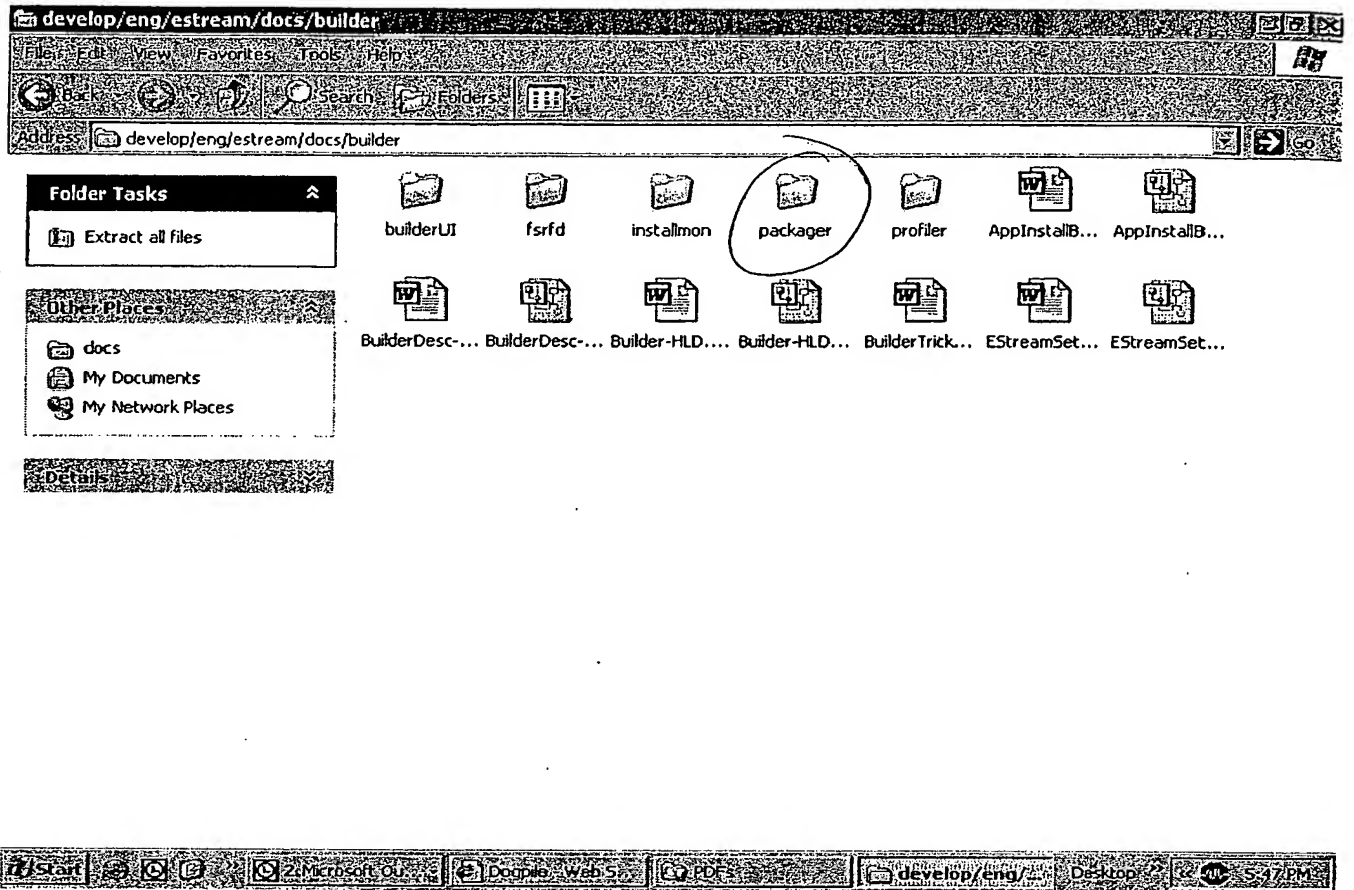 develop/eng/estream/docs/builder
File Edit View Favorites Tools Help
Back Search Folders
Address develop/eng/estream/docs/builder Go
Folder Tasks
Extract all files
Other Places
docs
My Documents
My Network Places
Details
builderUI fsrfd installmon packager profiler AppInstallB... AppInstallB...
BuilderDesc-... BuilderDesc-... Builder-HLD.... Builder-HLD... BuilderTrick... EStreamSet... EStreamSet...
Start 2 Microsoft Ou... Dogpile Web S... PDFs develop/eng/... Desktop 5:47 PM